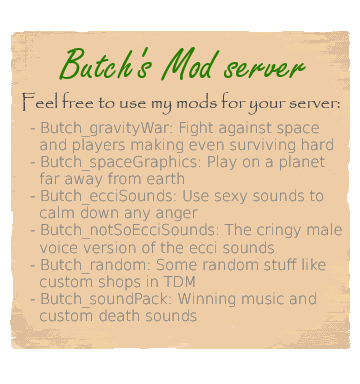 Butch's Mod server
Feel free to use my mods for your server:
- Butch_gravityWar: Fight against space
and players making even surviving hard
- Butch_spaceGraphics: Play on a planet
far away from earth
- Butch_ecciSounds: Use sexy sounds to
calm down any anger
- Butch_notSoEcciSounds: The cringy male
voice version of the ecci sounds
- Butch_random: Some random stuff like
custom shops in TDM
- Butch_soundPack: Winning music and
custom death sounds